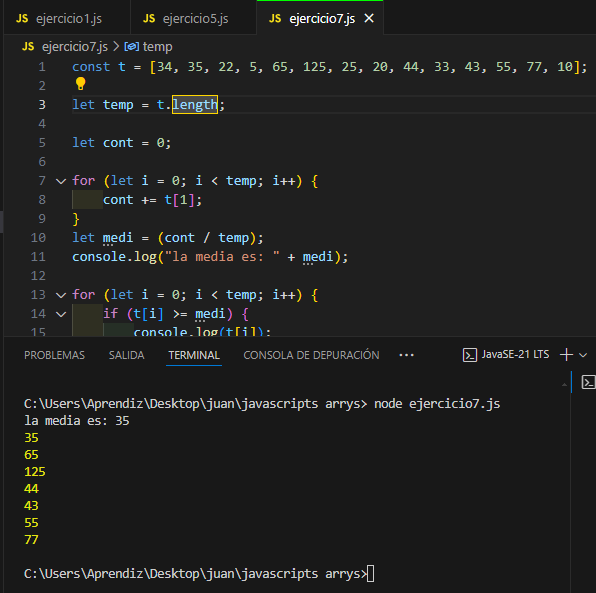 JS ejercicio1.js JS ejercicio5.js JS ejercicio7.js ×
JS ejercicio7.js > temp
1 const t = [34, 35, 22, 5, 65, 125, 25, 20, 44, 33, 43, 55, 77, 10];
2
3 let temp = t.length;
4
5 let cont = 0;
6
7 for (let i = 0; i < temp; i++) {
8 cont += t[1];
9 }
10 let medi = (cont / temp);
11 console.log("la media es: " + medi);
12
13 for (let i = 0; i < temp; i++) {
14 if (t[i] >= medi) {
15 console.log(t[i]);
PROBLEMAS SALIDA TERMINAL CONSOLA DE DEPURACIÓN ··· JavaSE-21 LTS
C:\Users\Aprendiz\Desktop\juan\javascripts arrys> node ejercicio7.js
la media es: 35
35
65
125
44
43
55
77
C:\Users\Aprendiz\Desktop\juan\javascripts arrys>